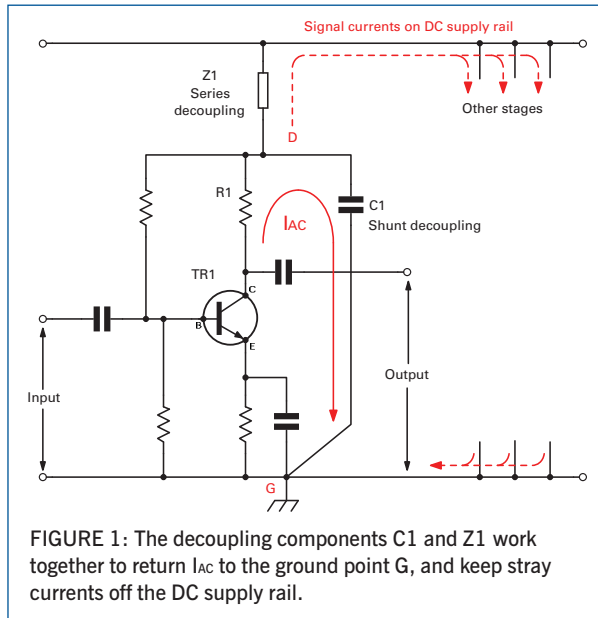 Signal currents on DC supply rail
Z1
Series
decoupling
D
Other stages
R1
C1
Shunt decoupling
IAC
TR1
C
B
E
Input
Output
G
FIGURE 1: The decoupling components C1 and Z1 work
together to return IAC to the ground point G, and keep stray
currents off the DC supply rail.